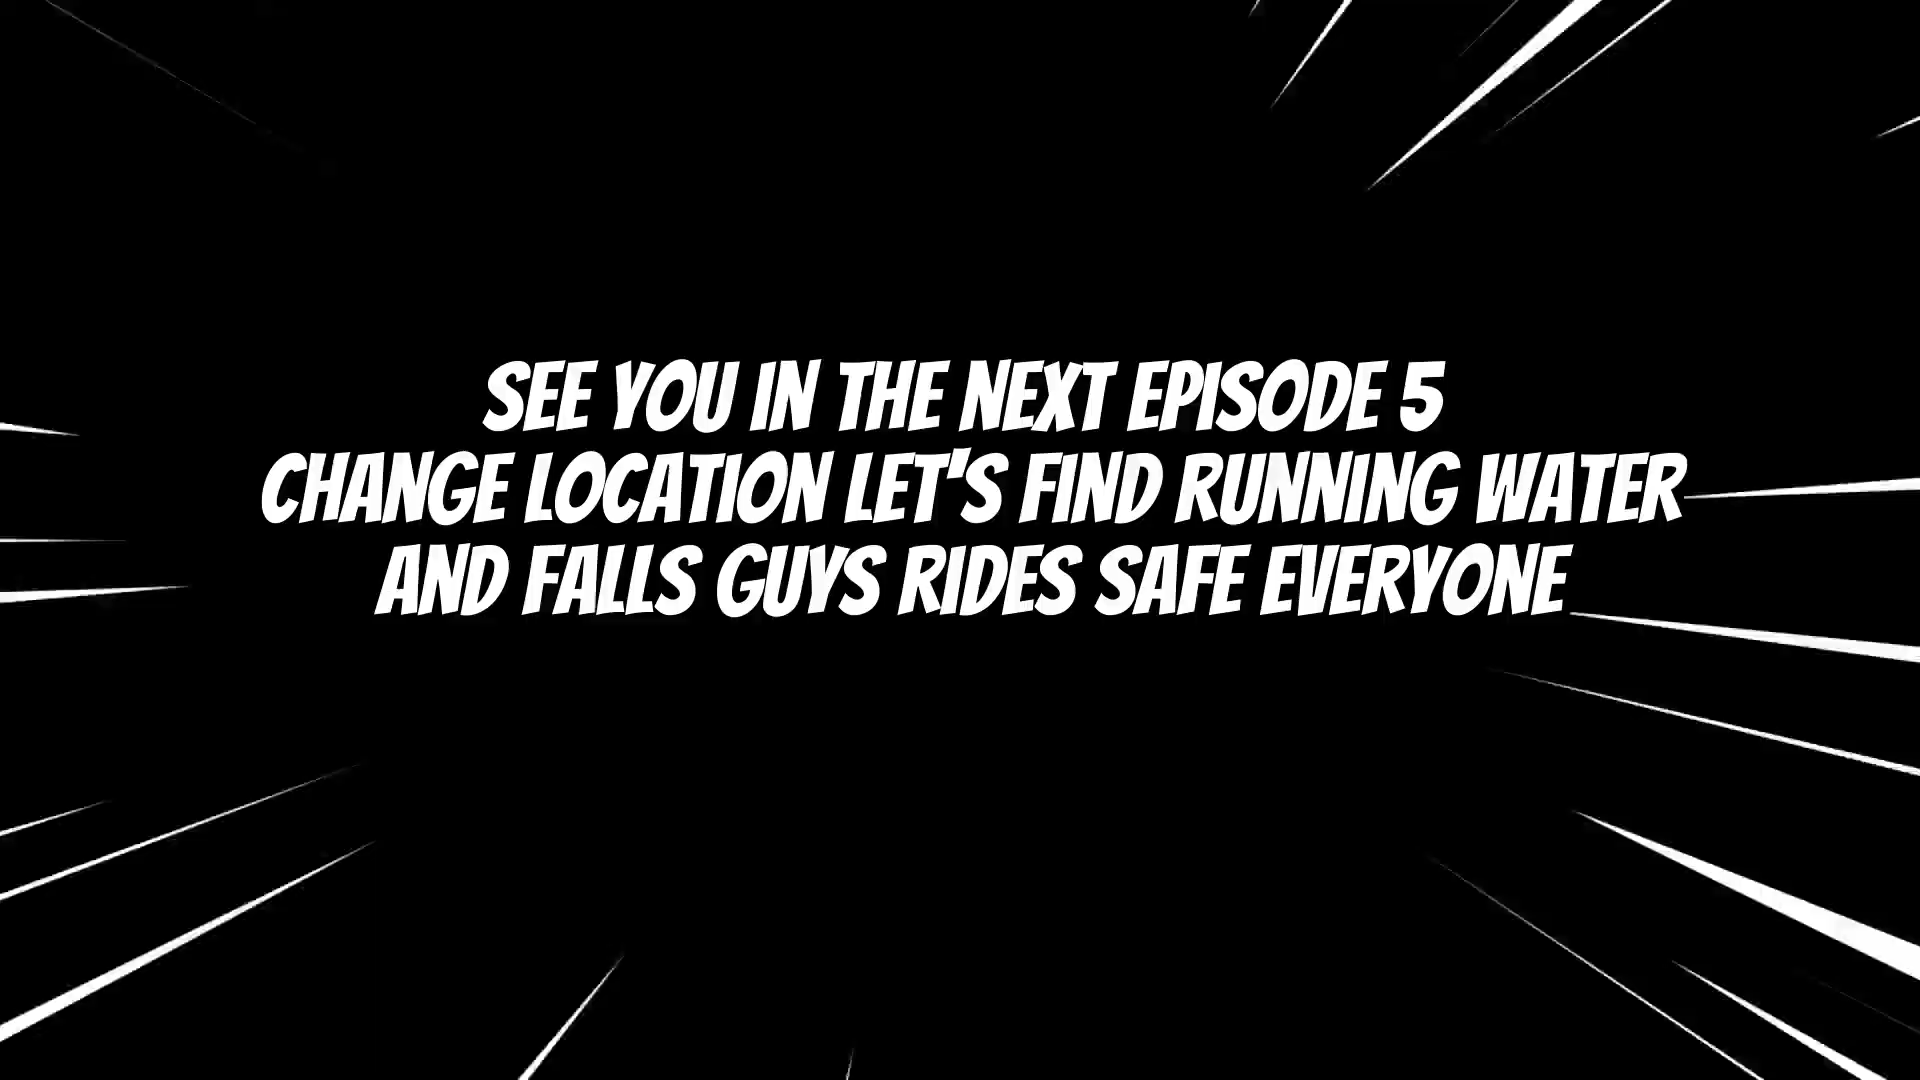 SEE YOU IN THE NEXT EPISODE 5
CHANGE LOCATION LET'S FIND RUNNING WATER
AND FALLS GUYS RIDES SAFE EVERYONE